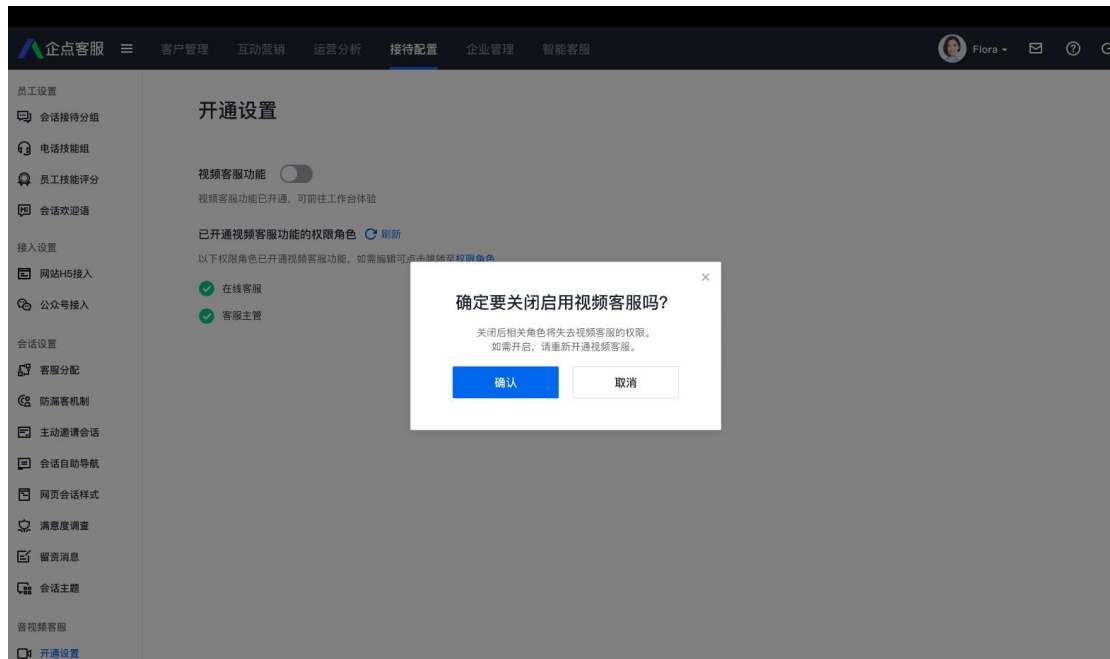 企点客服
客户管理
互动营销
运营分析
接待配置
企业管理
智能客服
Flora
员工设置
会话接待分组
电话技能组
员工技能评分
会话欢迎语
接入设置
网站H5接入
公众号接入
会话设置
客服分配
防漏客机制
主动邀请会话
会话自助导航
网页会话样式
满意度调查
留资消息
会话主题
音视频客服
开通设置
开通设置
视频客服功能
视频客服功能已开通，可前往工作台体验
已开通视频客服功能的权限角色 刷新
以下权限角色已开通视频客服功能，如需编辑可点击跳转至权限角色
在线客服
客服主管
确定要关闭启用视频客服吗?
关闭后相关角色将失去视频客服的权限。
如需开启，请重新开通视频客服。
确认
取消